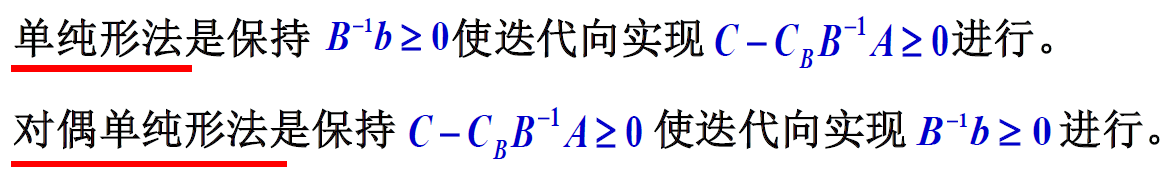 单纯形法是保持 B⁻¹b ≥ 0使迭代向实现 C − C_B B⁻¹ A ≥ 0进行。
对偶单纯形法是保持 C − C_B B⁻¹ A ≥ 0 使迭代向实现 B⁻¹b ≥ 0 进行。